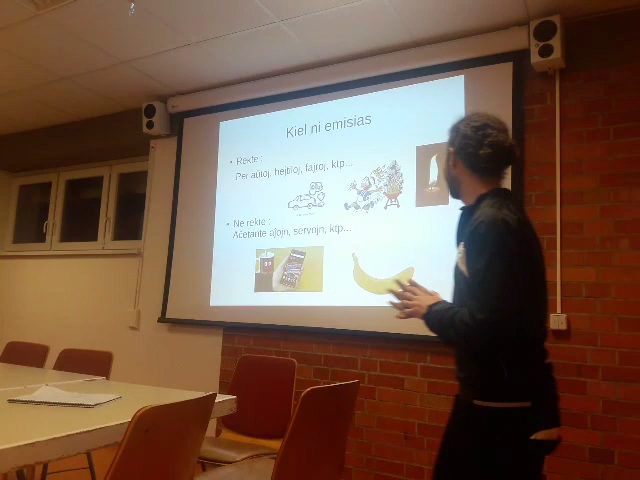 Kiel ni emisias
• Rekte :
Per aŭtoj, hejtiloj, fajroj, ktp...
• Ne rekte :
Aĉetante aĵojn, servojn, ktp...